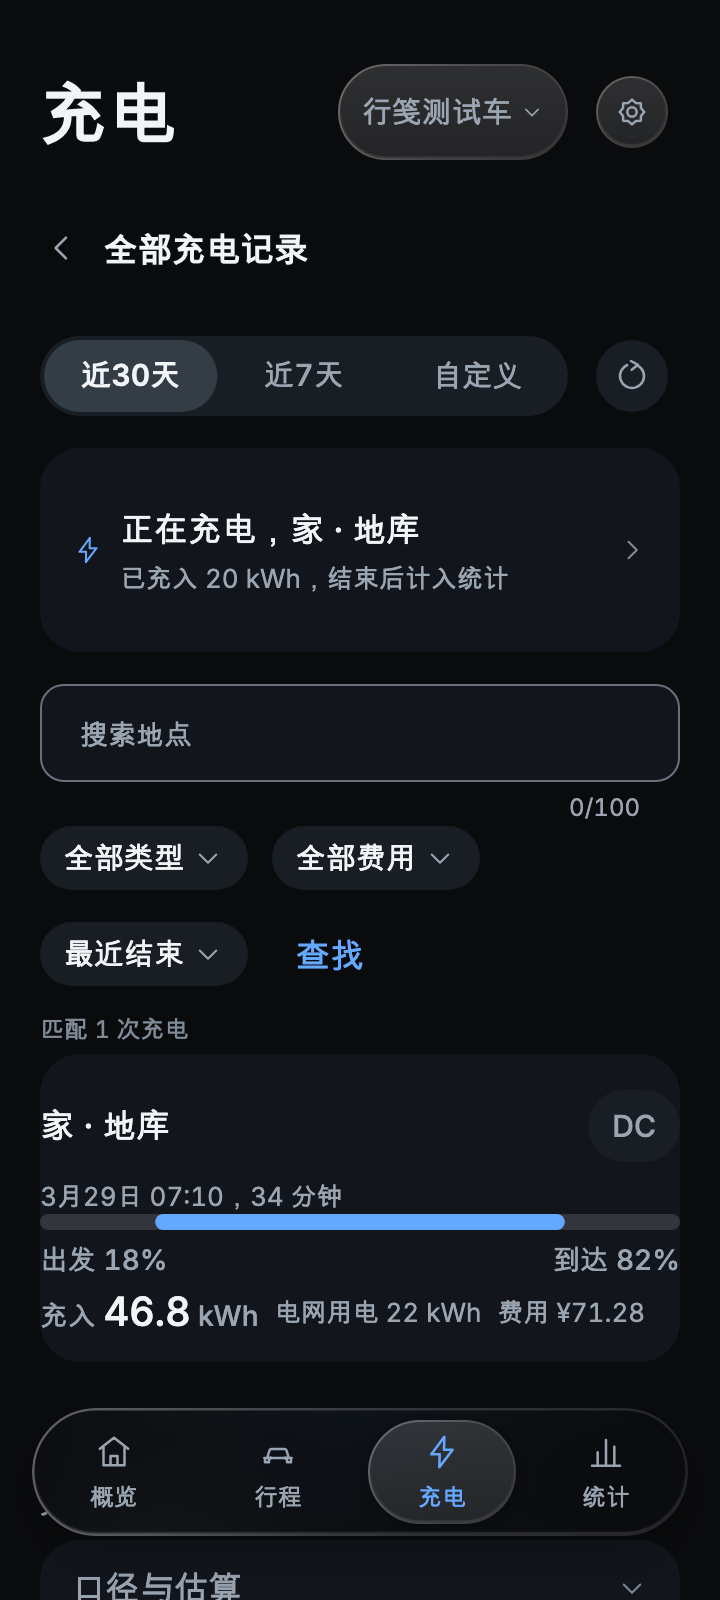 充电
行笺测试车
全部充电记录
近30天 近7天 自定义
正在充电，家 · 地库
已充入 20 kWh，结束后计入统计
搜索地点
0/100
全部类型 全部费用
最近结束 查找
匹配 1 次充电
家 · 地库 DC
3月29日 07:10，34 分钟
出发 18% 到达 82%
充入 46.8 kWh 电网用电 22 kWh 费用 ¥71.28
概览 行程 充电 统计
口径与估算